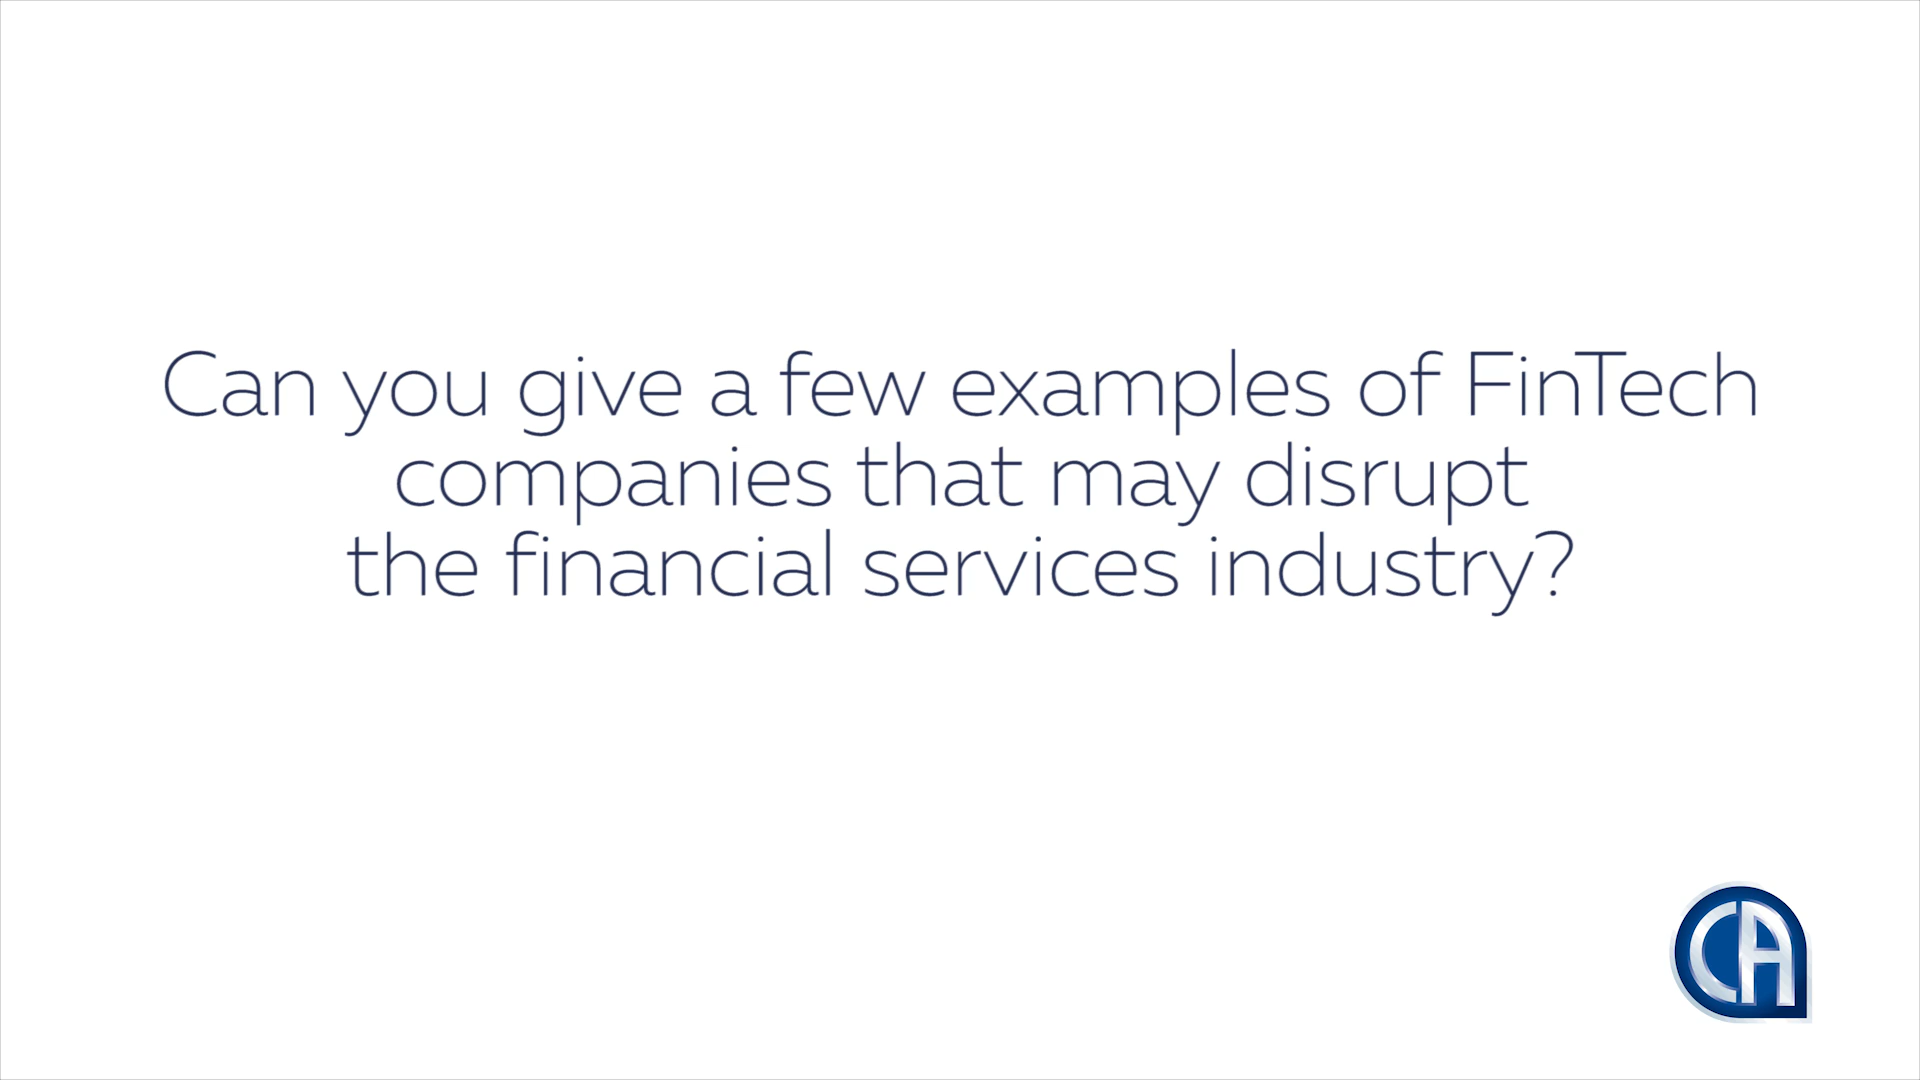 Can you give a few examples of FinTech
companies that may disrupt
the financial services industry?
CA